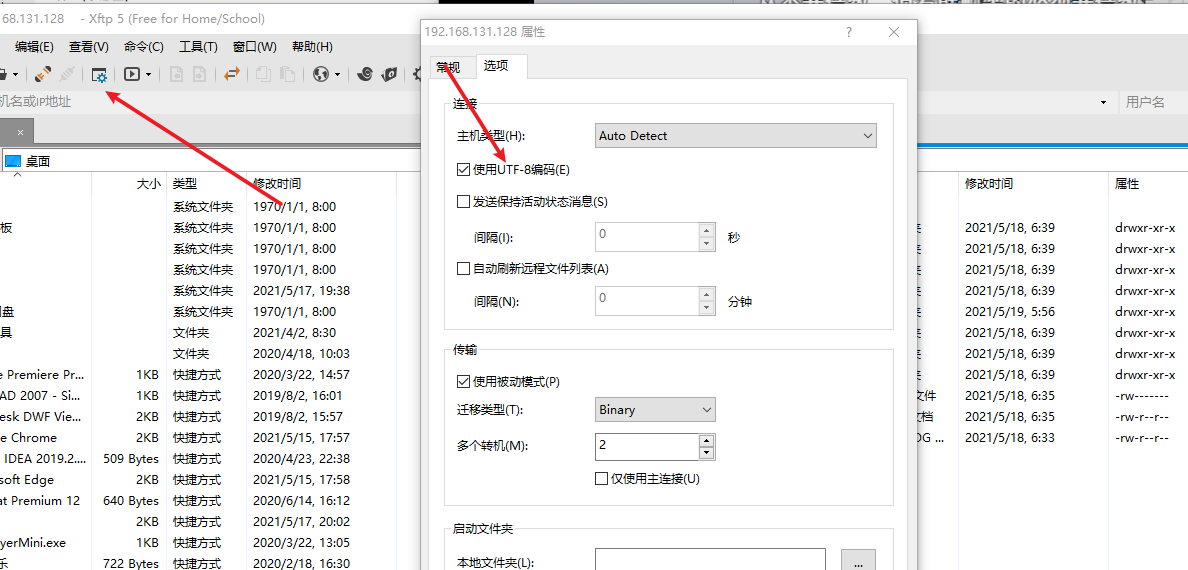 68.131.128 - Xftp 5 (Free for Home/School)
编辑(E) 查看(V) 命令(C) 工具(T) 窗口(W) 帮助(H)
机名或IP地址
用户名
桌面
大小 类型 修改时间
系统文件夹 1970/1/1, 8:00
板 系统文件夹 1970/1/1, 8:00
系统文件夹 1970/1/1, 8:00
系统文件夹 1970/1/1, 8:00
系统文件夹 2021/5/17, 19:38
盘 系统文件夹 1970/1/1, 8:00
具 文件夹 2021/4/2, 8:30
文件夹 2020/4/18, 10:03
e Premiere Pr... 1KB 快捷方式 2020/3/22, 14:57
AD 2007 - Si... 1KB 快捷方式 2019/8/2, 16:01
esk DWF Vie... 2KB 快捷方式 2019/8/2, 15:57
e Chrome 2KB 快捷方式 2021/5/15, 17:57
IDEA 2019.2.... 509 Bytes 快捷方式 2020/4/23, 22:38
soft Edge 2KB 快捷方式 2021/5/15, 17:58
at Premium 12 640 Bytes 快捷方式 2020/6/14, 16:12
2KB 快捷方式 2021/5/17, 20:02
yerMini.exe 1KB 快捷方式 2020/3/22, 13:05
乐 722 Bytes 快捷方式 2020/2/18, 16:30
192.168.131.128 属性
常规 选项
连接
主机类型(H): Auto Detect
使用UTF-8编码(E)
发送保持活动状态消息(S)
间隔(I): 0 秒
自动刷新远程文件列表(A)
间隔(N): 0 分钟
传输
使用被动模式(P)
迁移类型(T): Binary
多个转机(M): 2
仅使用主连接(U)
启动文件夹
本地文件夹(L): ...
修改时间 属性
2021/5/18, 6:39 drwxr-xr-x
2021/5/18, 6:39 drwxr-xr-x
2021/5/18, 6:39 drwxr-xr-x
2021/5/18, 6:39 drwxr-xr-x
2021/5/19, 5:56 drwxr-xr-x
2021/5/18, 6:39 drwxr-xr-x
2021/5/18, 6:39 drwxr-xr-x
2021/5/18, 6:39 drwxr-xr-x
文件 2021/5/18, 6:35 -rw-------
文档 2021/5/18, 6:35 -rw-r--r--
OG ... 2021/5/18, 6:33 -rw-r--r--